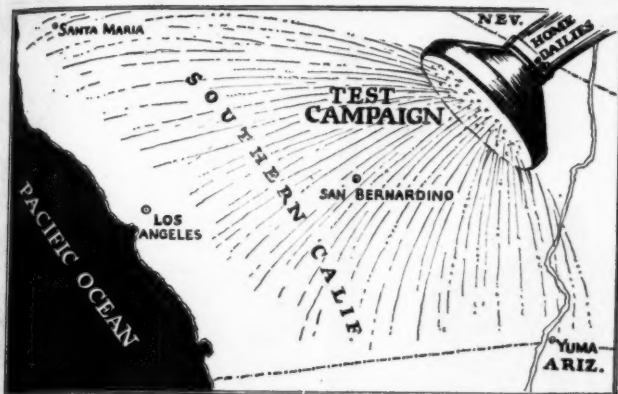 SANTA MARIA
NEV.
HOME
DAILIES
TEST
CAMPAIGN
SOUTHERN CALIF.
SAN BERNARDINO
LOS
ANGELES
PACIFIC OCEAN
YUMA
ARIZ.